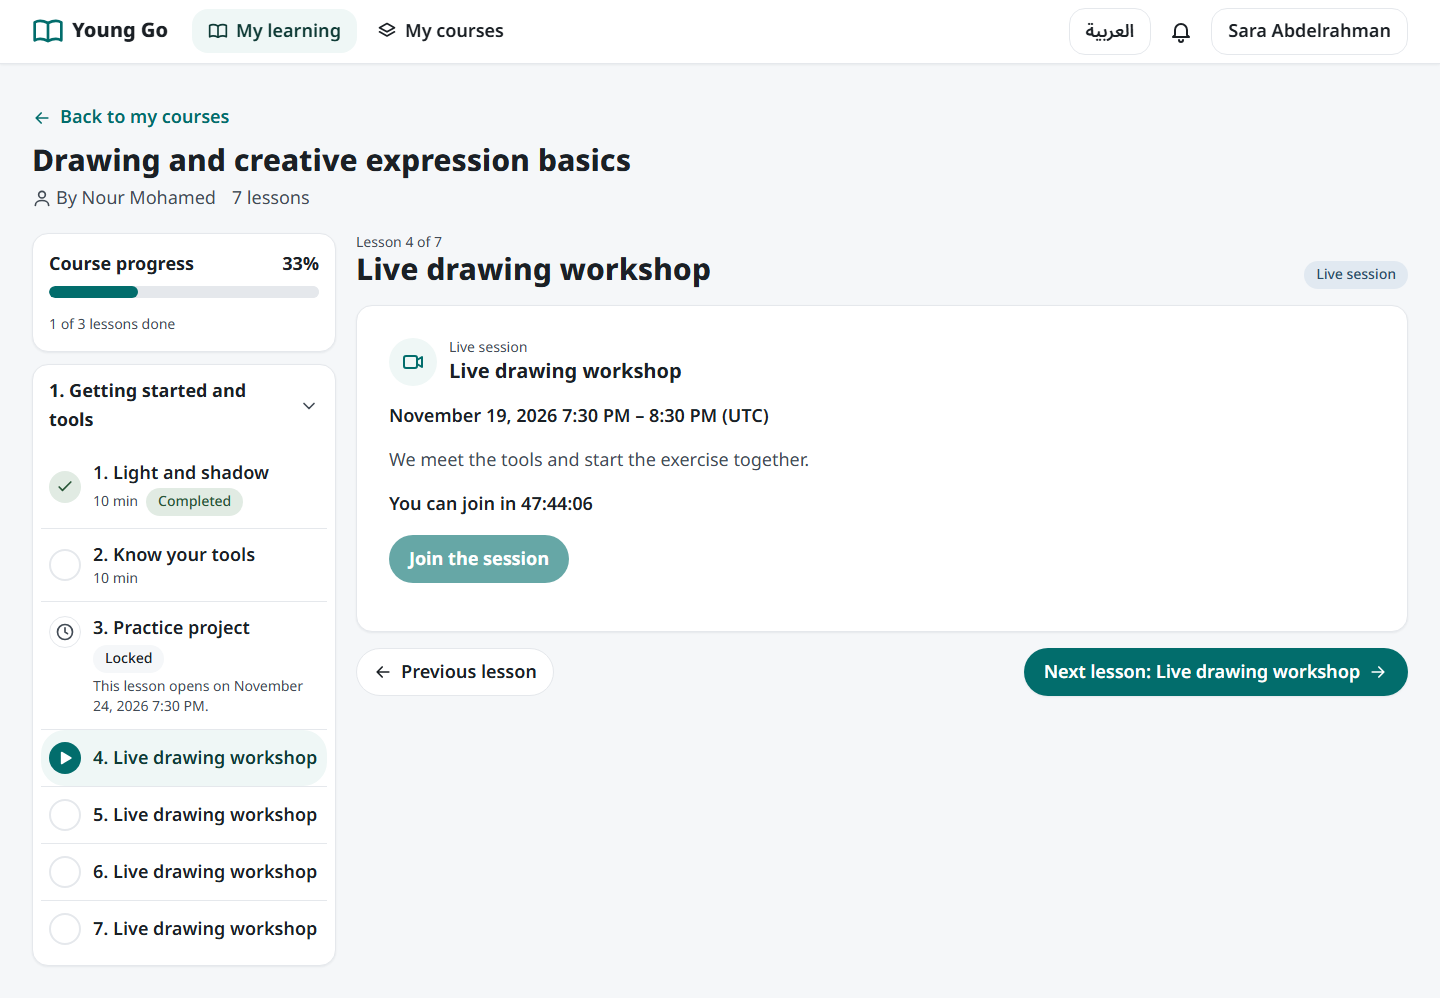 Young Go
My learning
My courses
العربية
Sara Abdelrahman
Back to my courses
Drawing and creative expression basics
By Nour Mohamed 7 lessons
Course progress 33%
1 of 3 lessons done
1. Getting started and
tools
1. Light and shadow
10 min Completed
2. Know your tools
10 min
3. Practice project
Locked
This lesson opens on November
24, 2026 7:30 PM.
4. Live drawing workshop
5. Live drawing workshop
6. Live drawing workshop
7. Live drawing workshop
Lesson 4 of 7
Live drawing workshop
Live session
Live session
Live drawing workshop
November 19, 2026 7:30 PM – 8:30 PM (UTC)
We meet the tools and start the exercise together.
You can join in 47:44:06
Join the session
Previous lesson
Next lesson: Live drawing workshop